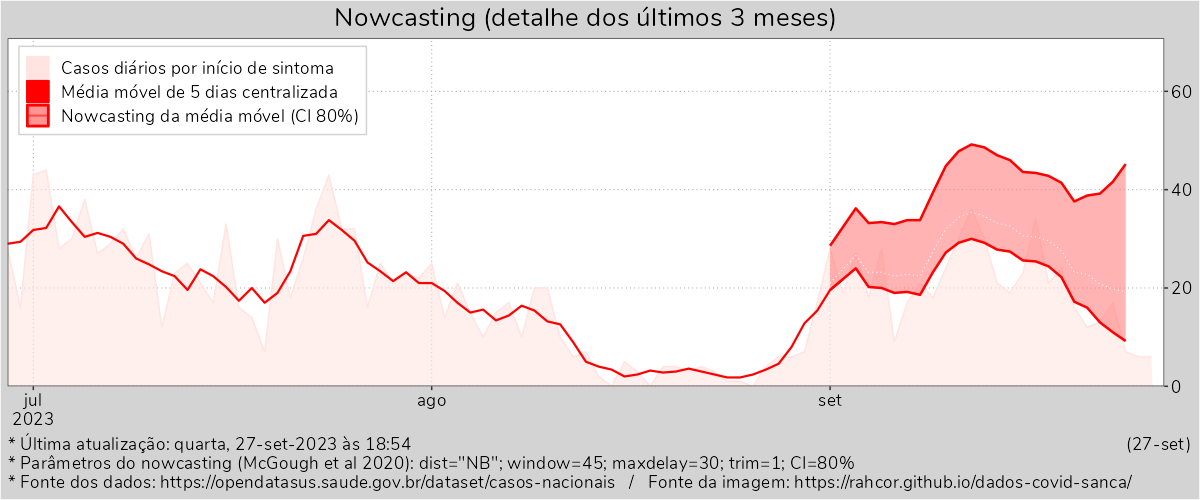 Nowcasting (detalhe dos últimos 3 meses)
Casos diários por início de sintoma
Média móvel de 5 dias centralizada
Nowcasting da média móvel (CI 80%)
60
40
20
0
jul
2023
ago
set
* Última atualização: quarta, 27-set-2023 às 18:54
(27-set)
* Parâmetros do nowcasting (McGough et al 2020): dist="NB"; window=45; maxdelay=30; trim=1; CI=80%
* Fonte dos dados: https://opendatasus.saude.gov.br/dataset/casos-nacionais / Fonte da imagem: https://rahcor.github.io/dados-covid-sanca/